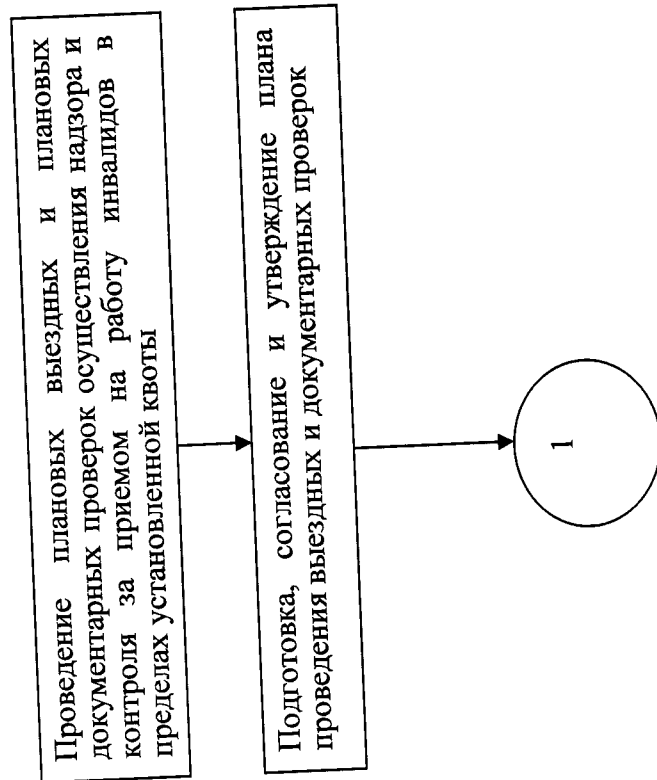 Проведение плановых выездных и плановых
документарных проверок осуществления надзора и
контроля за приемом на работу инвалидов в
пределах установленной квоты
Подготовка, согласование и утверждение плана
проведения выездных и документарных проверок
1